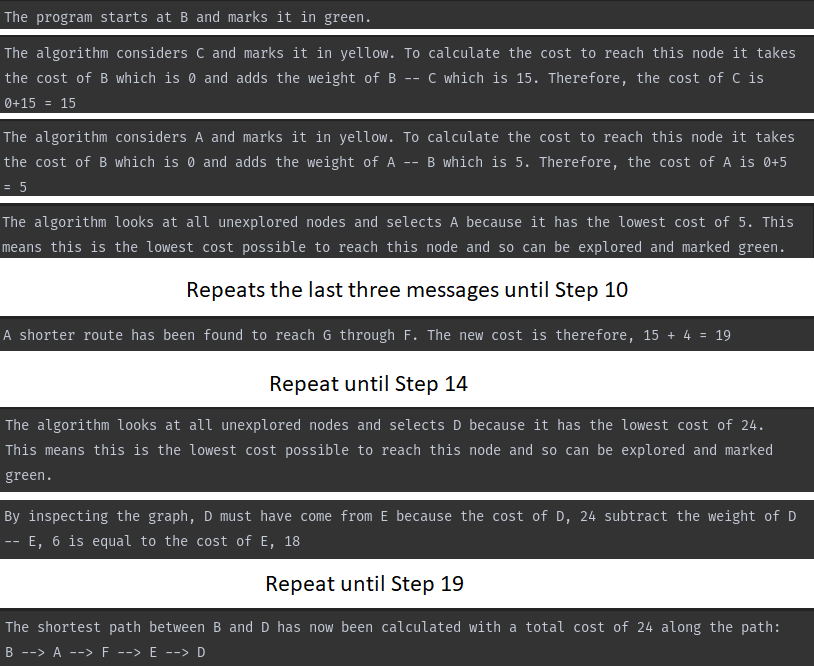 The program starts at B and marks it in green.
The algorithm considers C and marks it in yellow. To calculate the cost to reach this node it takes
the cost of B which is 0 and adds the weight of B -- C which is 15. Therefore, the cost of C is
0+15 = 15
The algorithm considers A and marks it in yellow. To calculate the cost to reach this node it takes
the cost of B which is 0 and adds the weight of A -- B which is 5. Therefore, the cost of A is 0+5
= 5
The algorithm looks at all unexplored nodes and selects A because it has the lowest cost of 5. This
means this is the lowest cost possible to reach this node and so can be explored and marked green.
Repeats the last three messages until Step 10
A shorter route has been found to reach G through F. The new cost is therefore, 15 + 4 = 19
Repeat until Step 14
The algorithm looks at all unexplored nodes and selects D because it has the lowest cost of 24.
This means this is the lowest cost possible to reach this node and so can be explored and marked
green.
By inspecting the graph, D must have come from E because the cost of D, 24 subtract the weight of D
-- E, 6 is equal to the cost of E, 18
Repeat until Step 19
The shortest path between B and D has now been calculated with a total cost of 24 along the path:
B --> A --> F --> E --> D